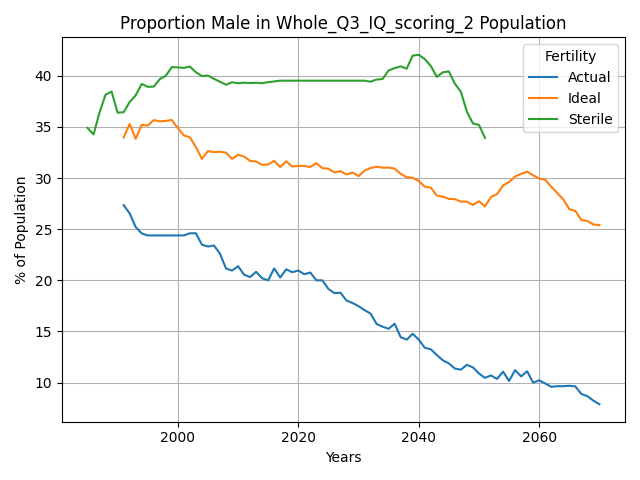 Proportion Male in Whole_Q3_IQ_scoring_2 Population
Fertility
Actual
Ideal
Sterile
% of Population
40
35
30
25
20
15
10
2000
2020
2040
2060
Years